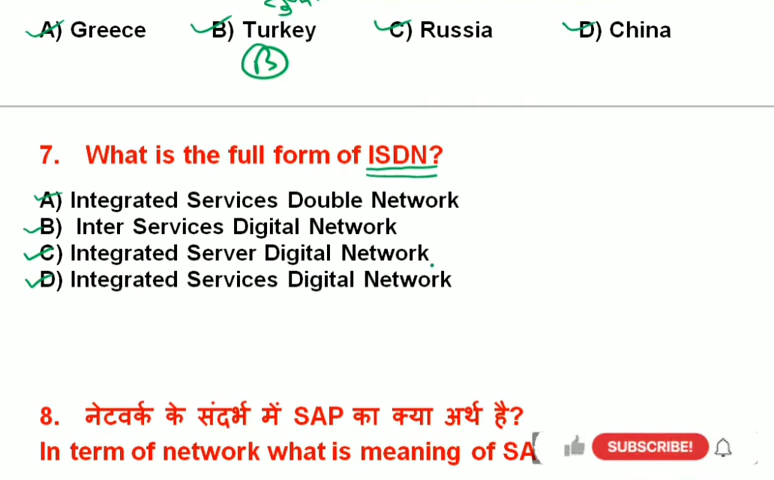 A) Greece B) Turkey C) Russia D) China
B
7. What is the full form of ISDN?
A) Integrated Services Double Network
B) Inter Services Digital Network
C) Integrated Server Digital Network
D) Integrated Services Digital Network
8. नेटवर्क के संदर्भ में SAP का क्या अर्थ है?
In term of network what is meaning of SA
SUBSCRIBE!